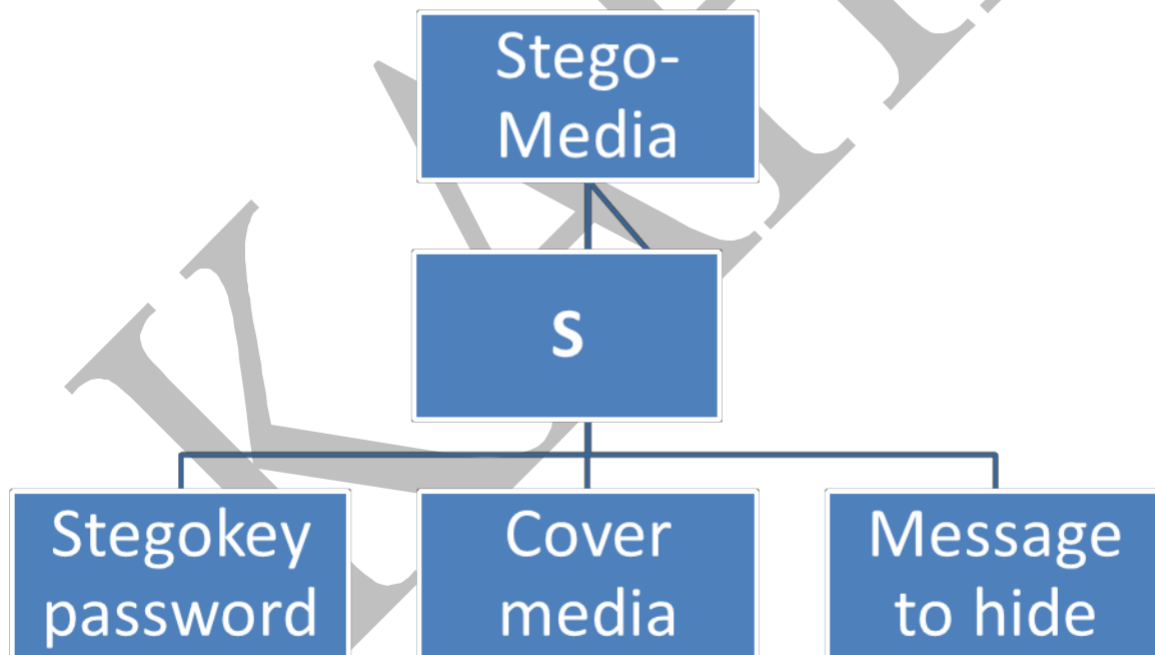 Stego-
Media
S
Stegokey
password
Cover
media
Message
to hide